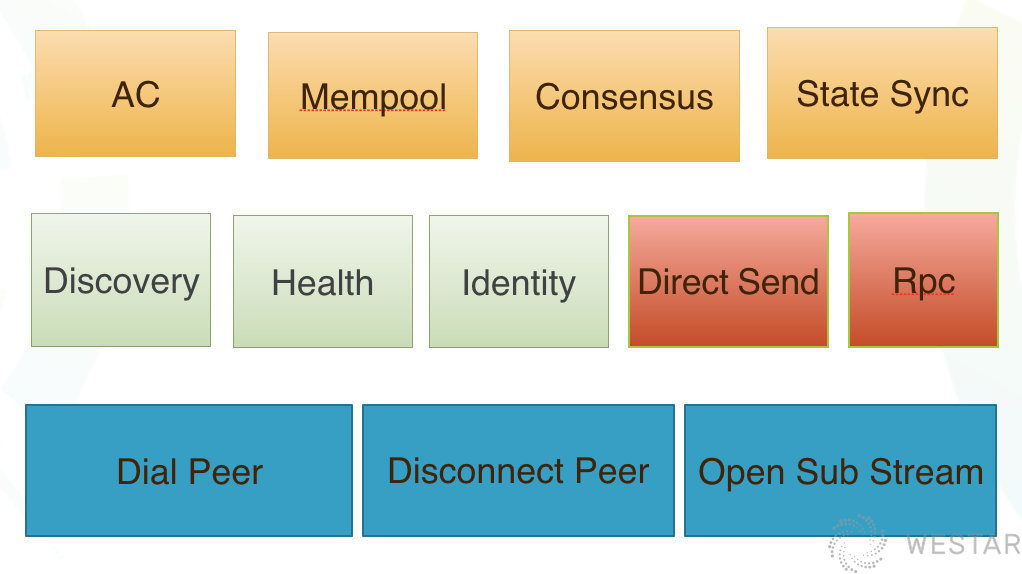 AC
Mempool
Consensus
State Sync
Discovery
Health
Identity
Direct Send
Rpc
Dial Peer
Disconnect Peer
Open Sub Stream
WESTAR